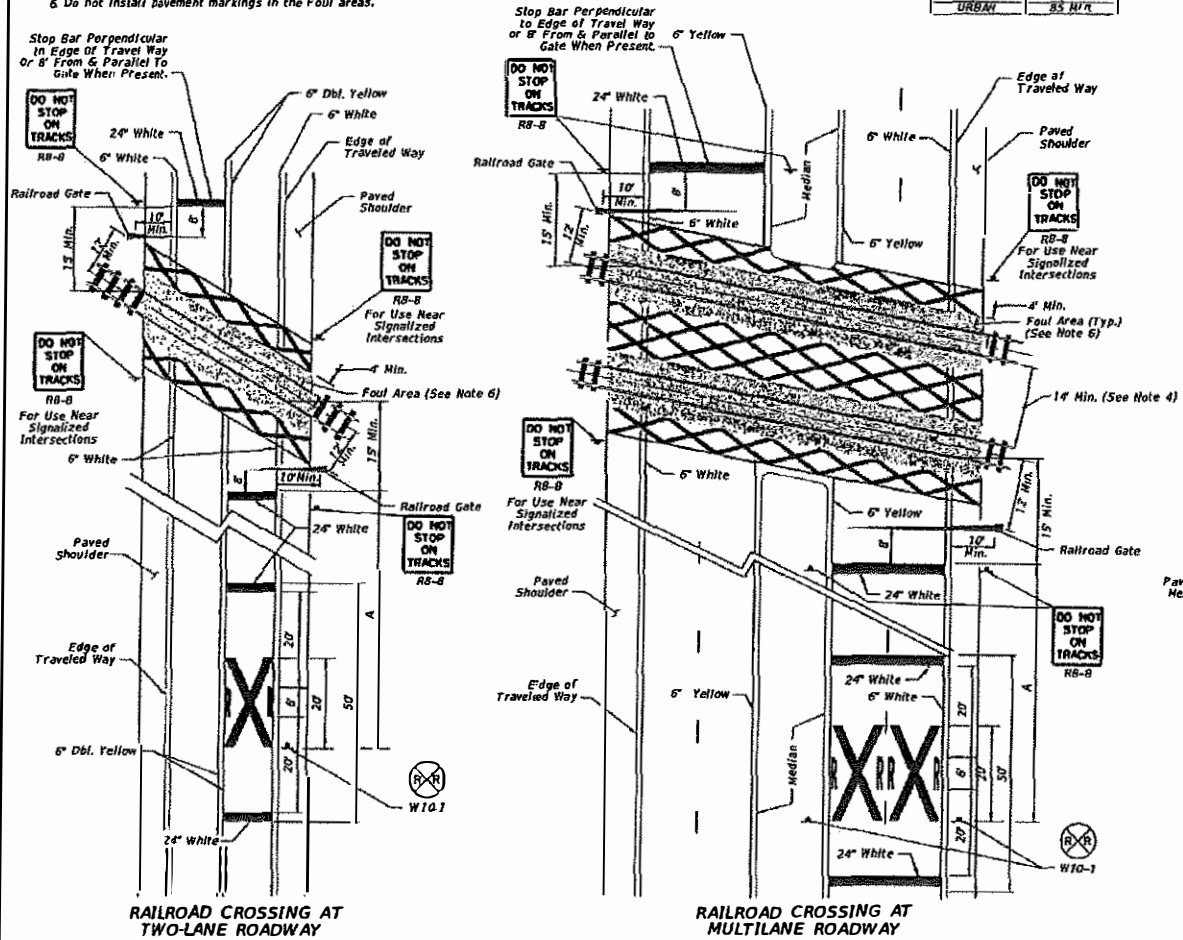 6. Do not install pavement markings in the Foul areas.
URBAN
85 Min.
Stop Bar Perpendicular
to Edge Of Travel Way
Or 8' From & Parallel To
Gate When Present.
DO NOT
STOP
ON
TRACKS
R8-8
24" White
6" White
6" Dbl. Yellow
6" White
Edge of
Traveled Way
Railroad Gate
10'
Min.
8'
15' Min.
12'
Min.
Paved
Shoulder
DO NOT
STOP
ON
TRACKS
R8-8
For Use Near
Signalized
Intersections
4' Min.
Foul Area (See Note 6)
DO NOT
STOP
ON
TRACKS
R8-8
For Use Near
Signalized
Intersections
6" White
15' Min.
12'
Min.
8'
10' Min.
Railroad Gate
24" White
DO NOT
STOP
ON
TRACKS
R8-8
Paved
Shoulder
A
Edge of
Traveled Way
20'
6'
20'
50'
20'
R
R
6" Dbl. Yellow
R R
W10-1
24" White
RAILROAD CROSSING AT
TWO-LANE ROADWAY
Stop Bar Perpendicular
to Edge of Travel Way
or 8' From & Parallel to
Gate When Present.
6" Yellow
DO NOT
STOP
ON
TRACKS
R8-8
24" White
Railroad Gate
10'
Min.
8'
15' Min.
12'
Min.
6" White
Median
6" White
Edge of
Traveled Way
Paved
Shoulder
6" Yellow
DO NOT
STOP
ON
TRACKS
R8-8
For Use Near
Signalized
Intersections
4' Min.
Foul Area (Typ.)
(See Note 6)
14' Min. (See Note 4)
DO NOT
STOP
ON
TRACKS
R8-8
For Use Near
Signalized
Intersections
6" White
6" Yellow
8'
12' Min.
15' Min.
10'
Min.
Railroad Gate
24" White
DO NOT
STOP
ON
TRACKS
R8-8
Paved
Shoulder
A
24" White
6" White
Edge of
Traveled Way
6" Yellow
Median
20'
6'
20'
50'
20'
R R R R
R R
W10-1
24" White
RAILROAD CROSSING AT
MULTILANE ROADWAY